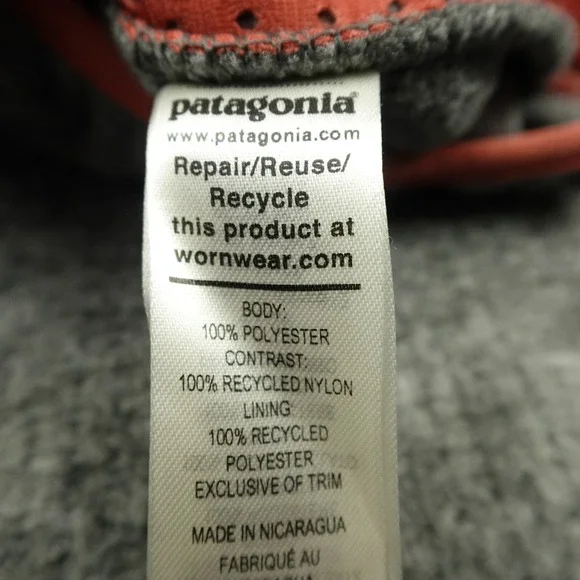 patagonia®
www.patagonia.com
Repair/Reuse/
Recycle
this product at
wornwear.com
BODY:
100% POLYESTER
CONTRAST:
100% RECYCLED NYLON
LINING
100% RECYCLED
POLYESTER
EXCLUSIVE OF TRIM
MADE IN NICARAGUA
FABRIQUÉ AU